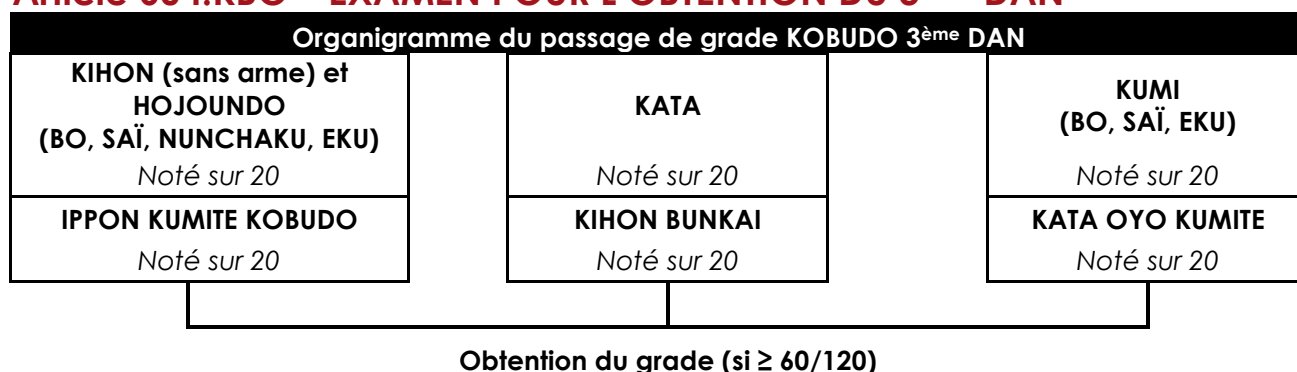 Organigramme du passage de grade KOBUDO 3ème DAN
KIHON (sans arme) et
HOJOUNDO
(BO, SAÏ, NUNCHAKU, EKU)
Noté sur 20
IPPON KUMITE KOBUDO
Noté sur 20
KATA
Noté sur 20
KIHON BUNKAI
Noté sur 20
KUMI
(BO, SAÏ, EKU)
Noté sur 20
KATA OYO KUMITE
Noté sur 20
Obtention du grade (si ≥ 60/120)